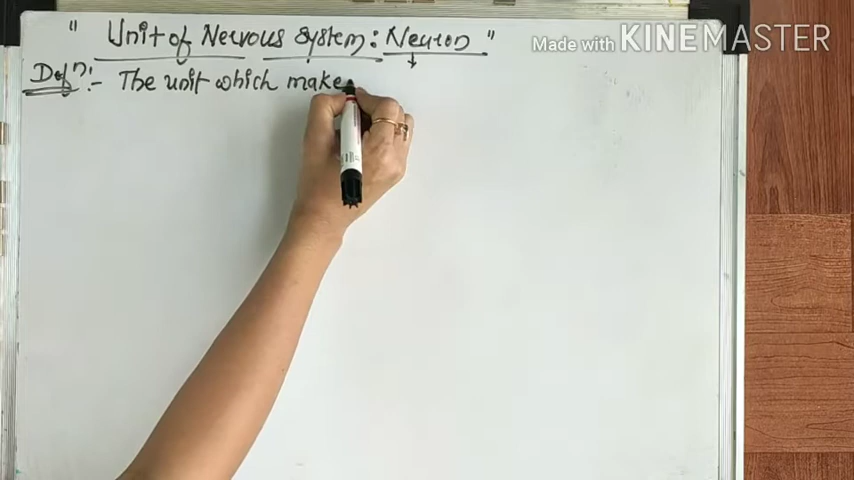 " Unit of Nervous System : Neuron "
Made with KINEMASTER
Defⁿ :- The unit which make